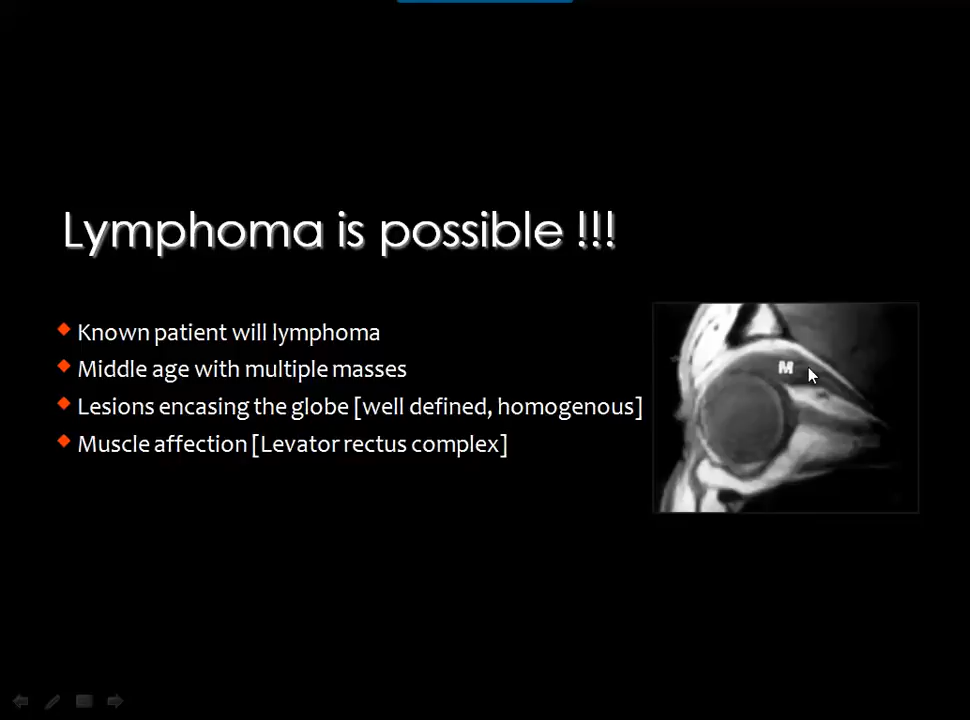 Lymphoma is possible !!!
Known patient will lymphoma
Middle age with multiple masses
Lesions encasing the globe [well defined, homogenous]
Muscle affection [Levator rectus complex]
M